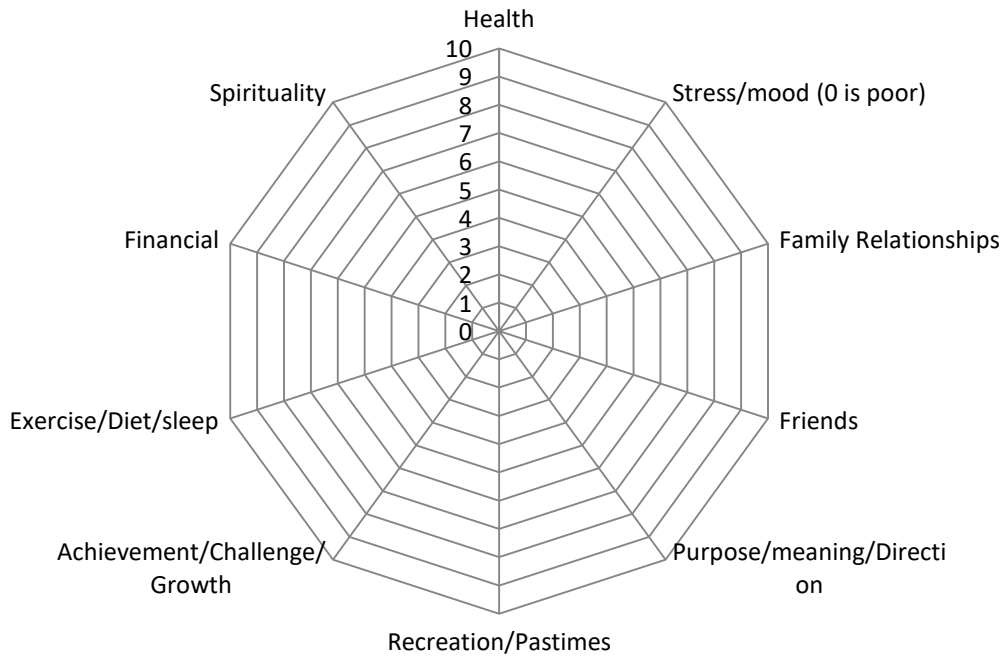 Health
10
9
8
7
6
5
4
3
2
1
0
Stress/mood (0 is poor)
Family Relationships
Friends
Purpose/meaning/Directi
on
Recreation/Pastimes
Achievement/Challenge/
Growth
Exercise/Diet/sleep
Financial
Spirituality